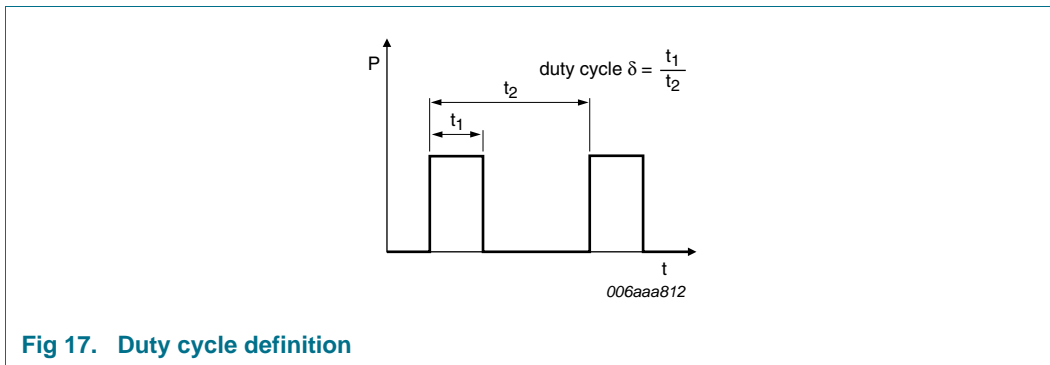 P
duty cycle δ = t1
t2
t2
t1
t
006aaa812
Fig 17. Duty cycle definition